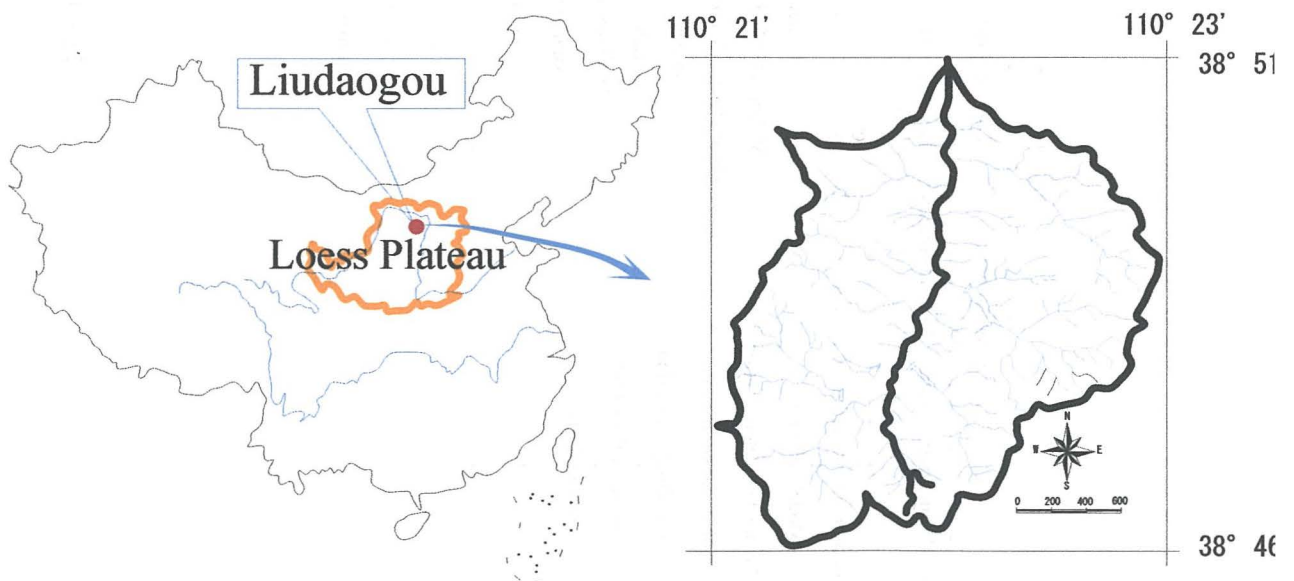 Liudaogou
Loess Plateau
110° 21'
110° 23'
38° 51
N
W
E
S
0 200 400 600
38° 46